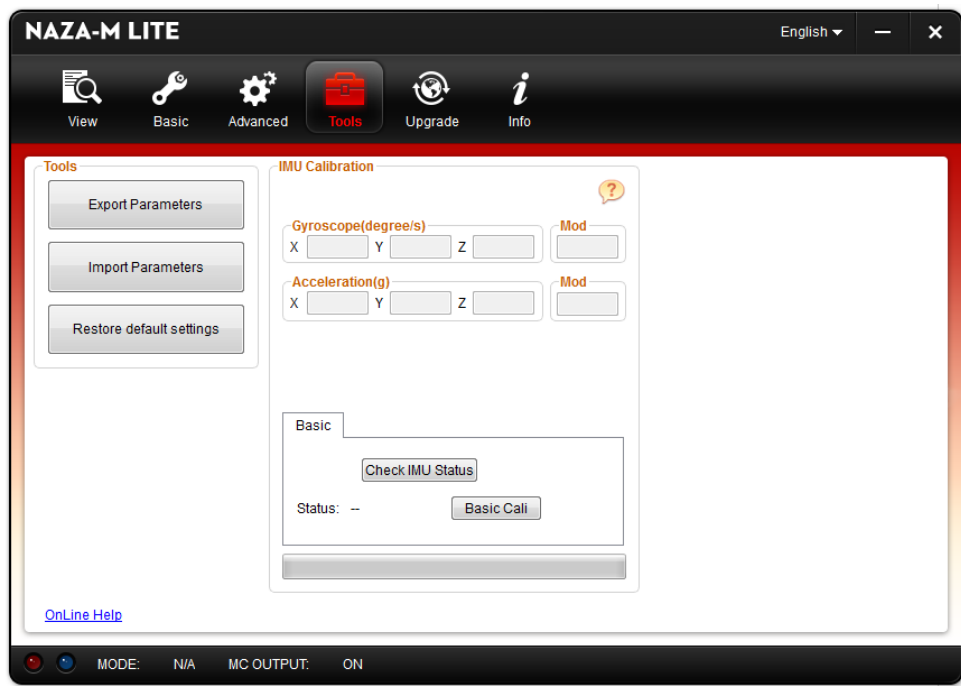 NAZA-M LITE
English
View Basic Advanced Tools Upgrade Info
Tools
Export Parameters
Import Parameters
Restore default settings
IMU Calibration
?
Gyroscope(degree/s) Mod
X Y Z
Acceleration(g) Mod
X Y Z
Basic
Check IMU Status
Status: -- Basic Cali
OnLine Help
MODE: N/A MC OUTPUT: ON